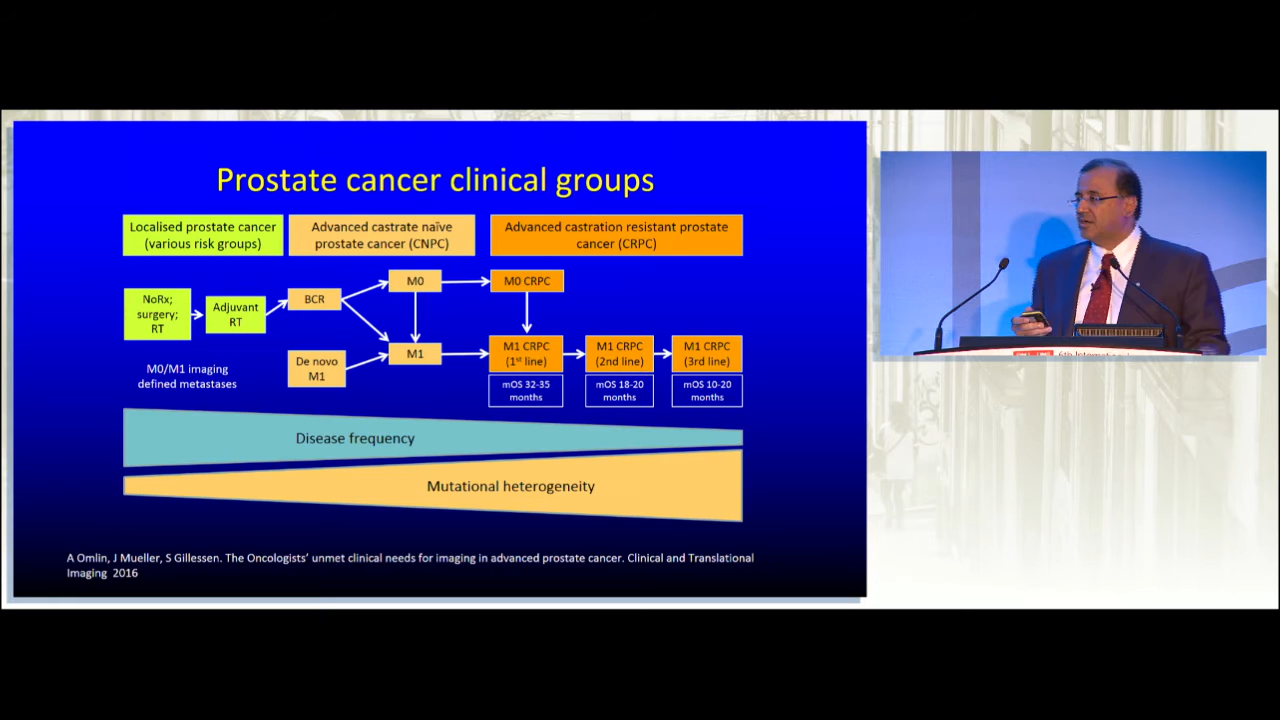 Prostate cancer clinical groups
Localised prostate cancer
(various risk groups)
Advanced castrate naïve
prostate cancer (CNPC)
Advanced castration resistant prostate
cancer (CRPC)
NoRx;
surgery;
RT
Adjuvant
RT
BCR
M0
M0 CRPC
De novo
M1
M1
M1 CRPC
(1st line)
M1 CRPC
(2nd line)
M1 CRPC
(3rd line)
M0/M1 imaging
defined metastases
mOS 32-35
months
mOS 18-20
months
mOS 10-20
months
Disease frequency
Mutational heterogeneity
A Omlin, J Mueller, S Gillessen. The Oncologists' unmet clinical needs for imaging in advanced prostate cancer. Clinical and Translational
Imaging 2016